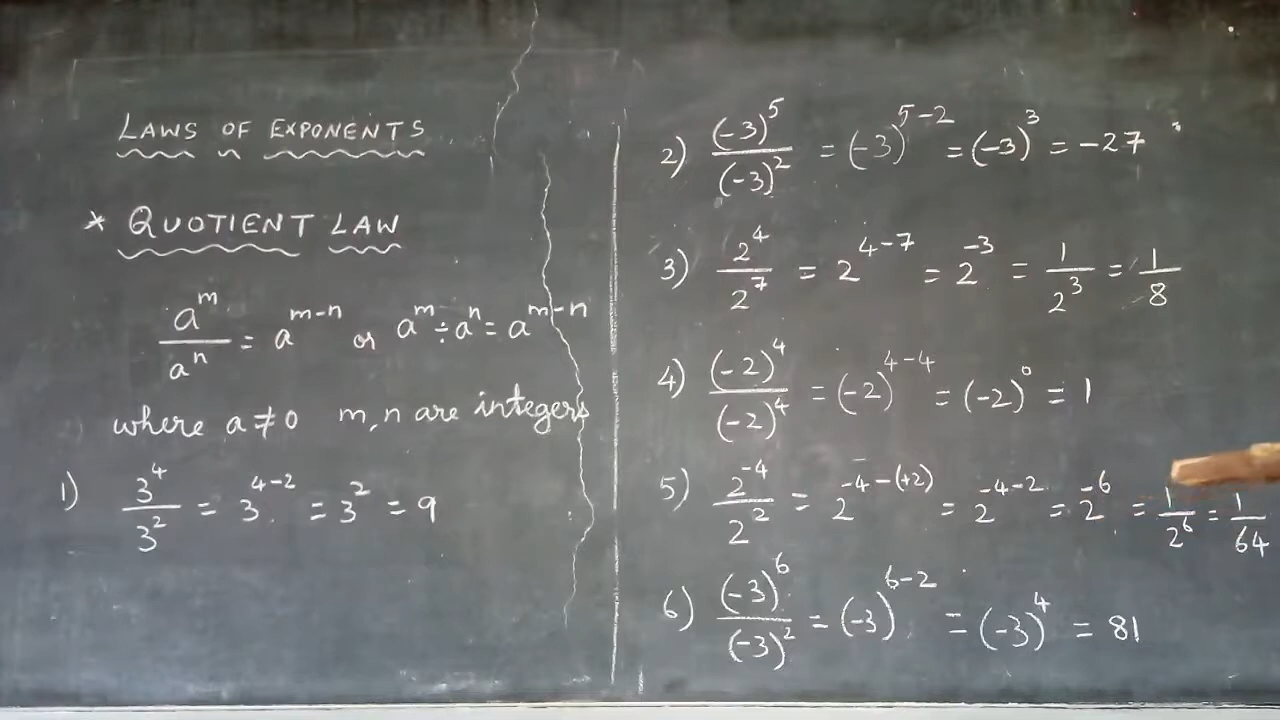 LAWS OF EXPONENTS
* QUOTIENT LAW
a^m/a^n = a^(m-n) or a^m ÷ a^n = a^(m-n)
where a ≠ 0 m, n are integers
1) 3^4/3^2 = 3^(4-2) = 3^2 = 9
2) (-3)^5/(-3)^2 = (-3)^(5-2) = (-3)^3 = -27
3) 2^4/2^7 = 2^(4-7) = 2^-3 = 1/2^3 = 1/8
4) (-2)^4/(-2)^4 = (-2)^(4-4) = (-2)^0 = 1
5) 2^-4/2^2 = 2^(-4-(+2)) = 2^(-4-2) = 2^-6 = 1/2^6 = 1/64
6) (-3)^6/(-3)^2 = (-3)^(6-2) = (-3)^4 = 81